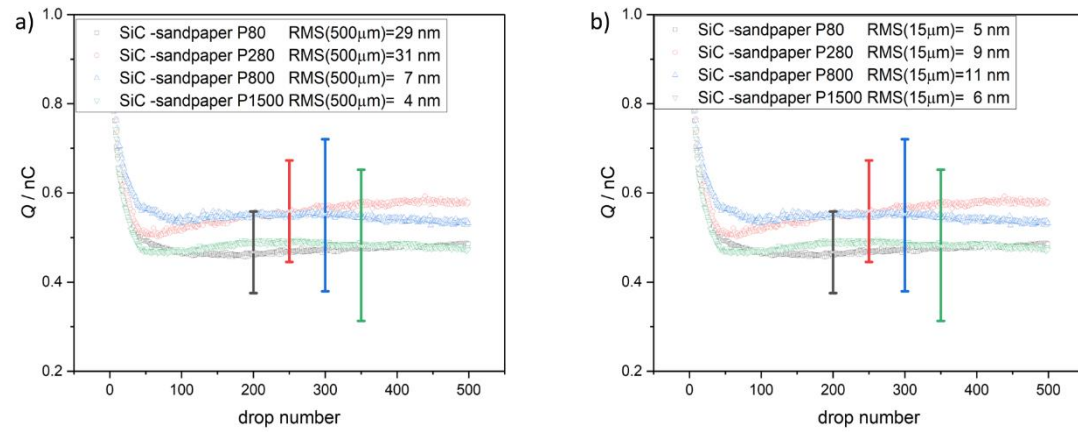 a)
SiC -sandpaper P80 RMS(500μm)=29 nm
SiC -sandpaper P280 RMS(500μm)=31 nm
SiC -sandpaper P800 RMS(500μm)= 7 nm
SiC -sandpaper P1500 RMS(500μm)= 4 nm
1.0
0.8
0.6
0.4
0.2
Q / nC
0 100 200 300 400 500
drop number
b)
SiC -sandpaper P80 RMS(15μm)= 5 nm
SiC -sandpaper P280 RMS(15μm)= 9 nm
SiC -sandpaper P800 RMS(15μm)=11 nm
SiC -sandpaper P1500 RMS(15μm)= 6 nm
1.0
0.8
0.6
0.4
0.2
Q / nC
0 100 200 300 400 500
drop number